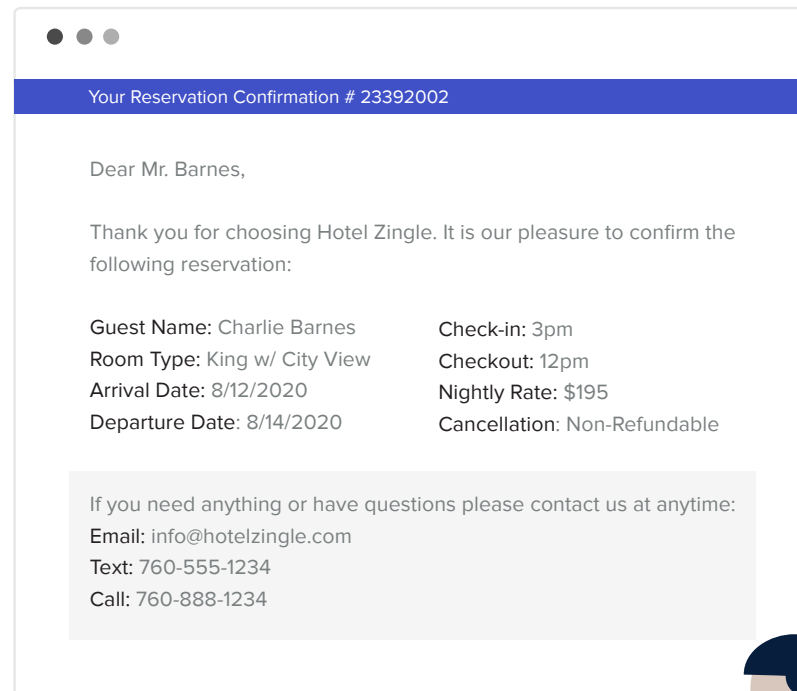 Your Reservation Confirmation # 23392002
Dear Mr. Barnes,
Thank you for choosing Hotel Zingle. It is our pleasure to confirm the
following reservation:
Guest Name: Charlie Barnes
Room Type: King w/ City View
Arrival Date: 8/12/2020
Departure Date: 8/14/2020
Check-in: 3pm
Checkout: 12pm
Nightly Rate: $195
Cancellation: Non-Refundable
If you need anything or have questions please contact us at anytime:
Email: info@hotelzingle.com
Text: 760-555-1234
Call: 760-888-1234